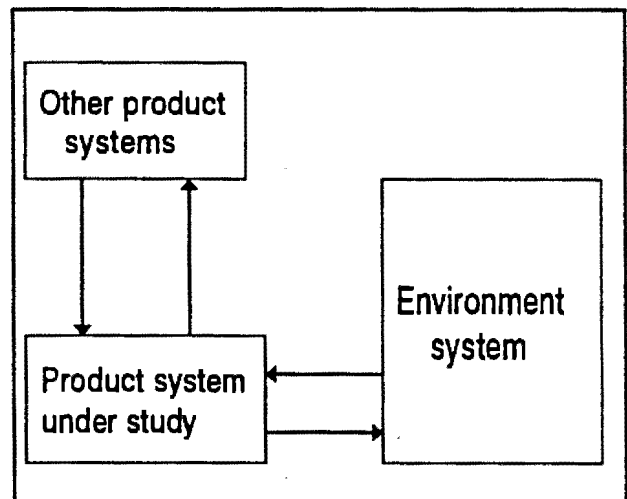 Other product
systems
Environment
system
Product system
under study